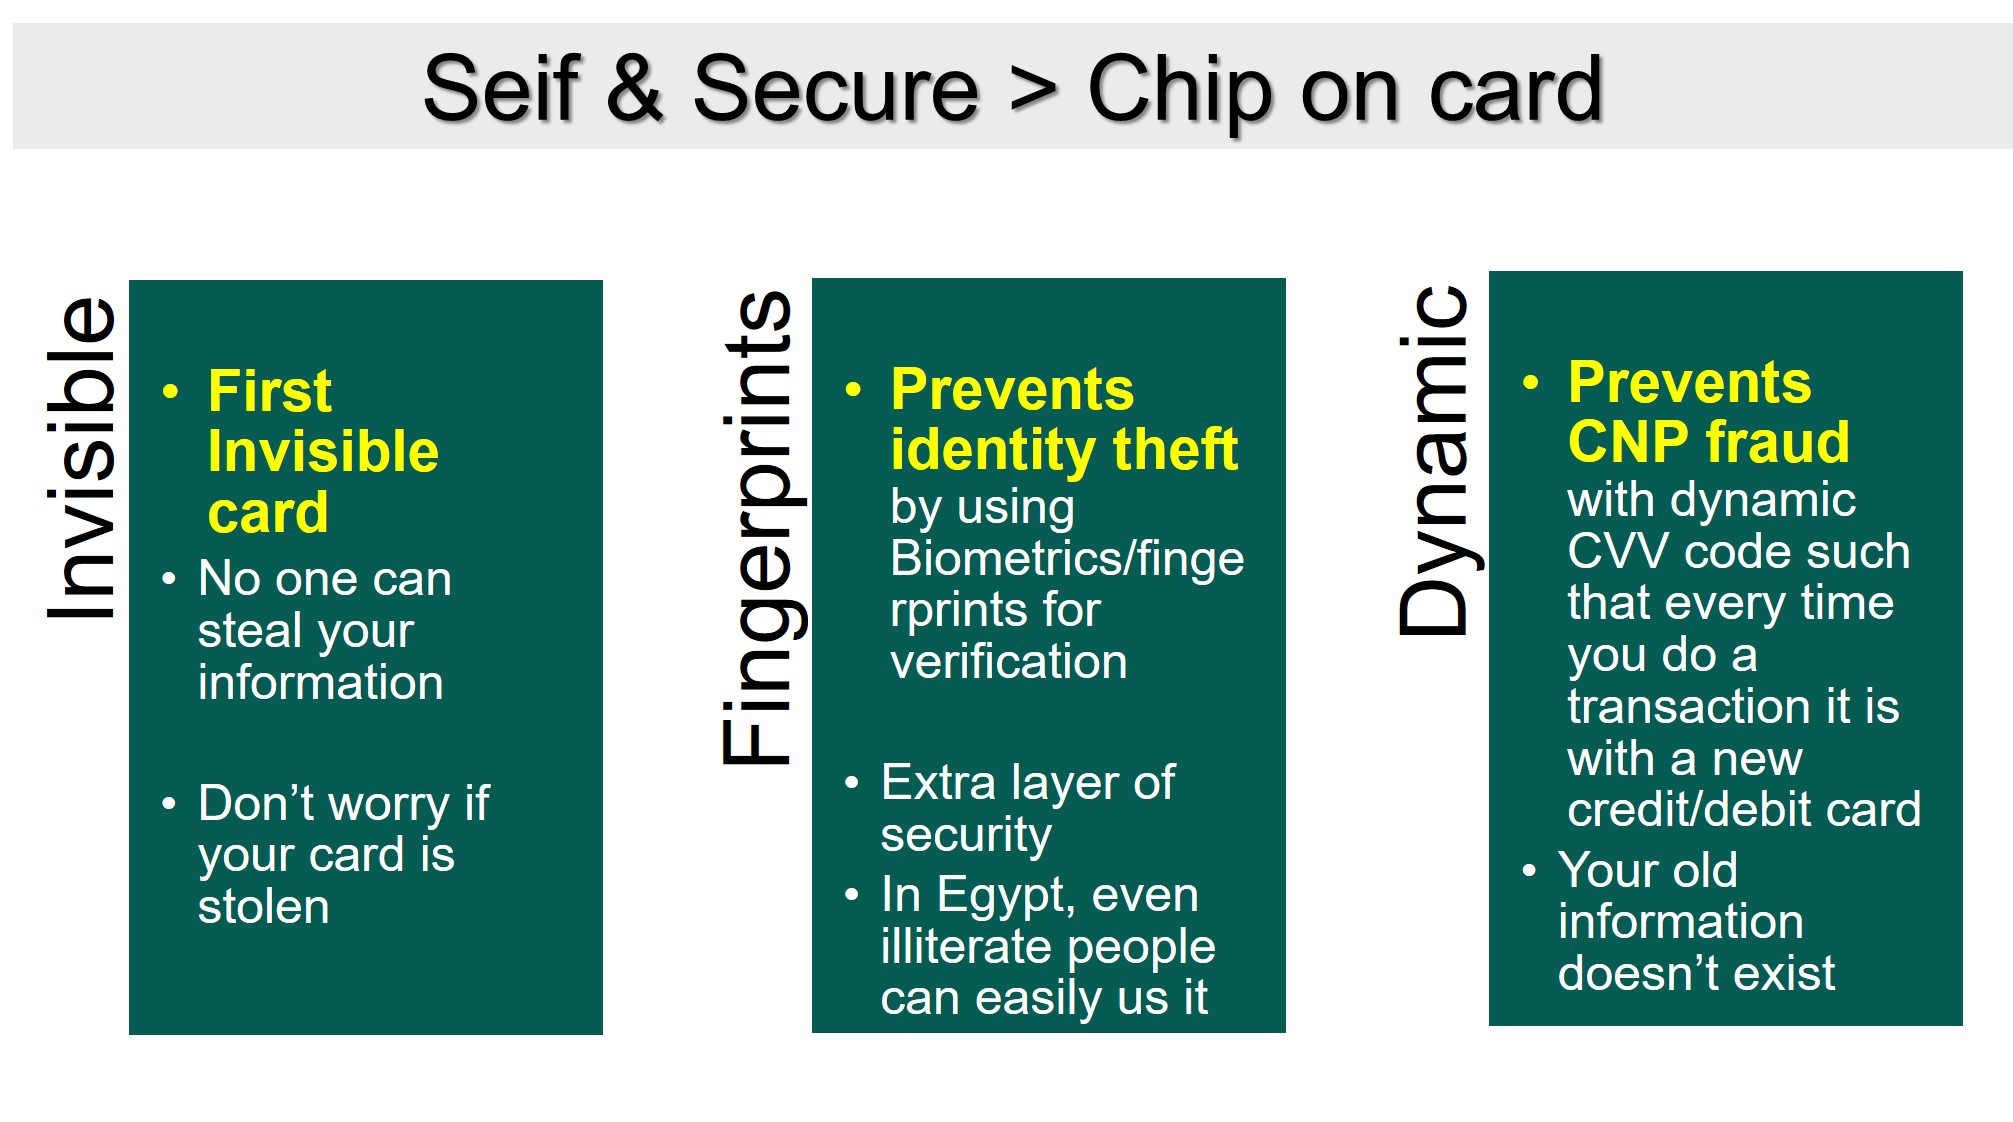 Seif & Secure > Chip on card
Invisible
• First
Invisible
card
• No one can
steal your
information
• Don’t worry if
your card is
stolen
Fingerprints
• Prevents
identity theft
by using
Biometrics/finge
rprints for
verification
• Extra layer of
security
• In Egypt, even
illiterate people
can easily us it
Dynamic
• Prevents
CNP fraud
with dynamic
CVV code such
that every time
you do a
transaction it is
with a new
credit/debit card
• Your old
information
doesn’t exist